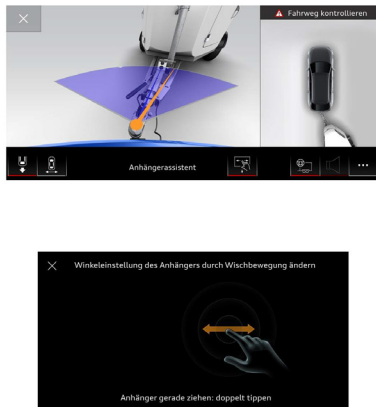 Fahrweg kontrollieren
Anhängerassistent
Winkeleinstellung des Anhängers durch Wischbewegung ändern
Anhänger gerade ziehen: doppelt tippen